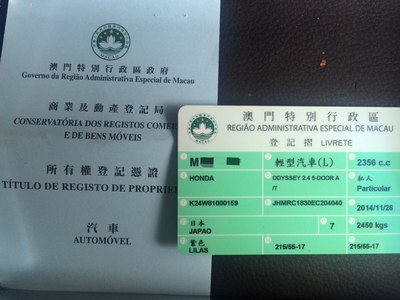 澳門特別行政區政府
Governo da Região Administrativa Especial de Macau
商業及動產登記局
CONSERVATÓRIA DOS REGISTOS COMER
E DE BENS MÓVEIS
所有權登記憑證
TÍTULO DE REGISTO DE PROPRIE
汽車
AUTOMÓVEL
澳門特別行政區
REGIÃO ADMINISTRATIVA ESPECIAL DE MACAU
登記摺 LIVRETE
M 輕型汽車(L) 2356 c.c
HONDA ODYSSEY 2.4 5-DOOR A/T 私人 Particular
K24W81000159 JHMRC1830EC204040 2014/11/26
日本 JAPAO 7 2450 kgs
紫色 LILAS 215/55-17 215/55-17